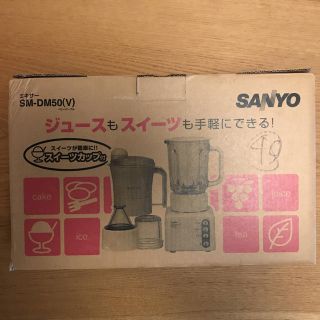 ミキサー
SM-DM50(V)
SANYO
ジュースもスイーツも手軽にできる!
スイーツが簡単に!!
スイーツカップ付
cake
juice
ice
tea